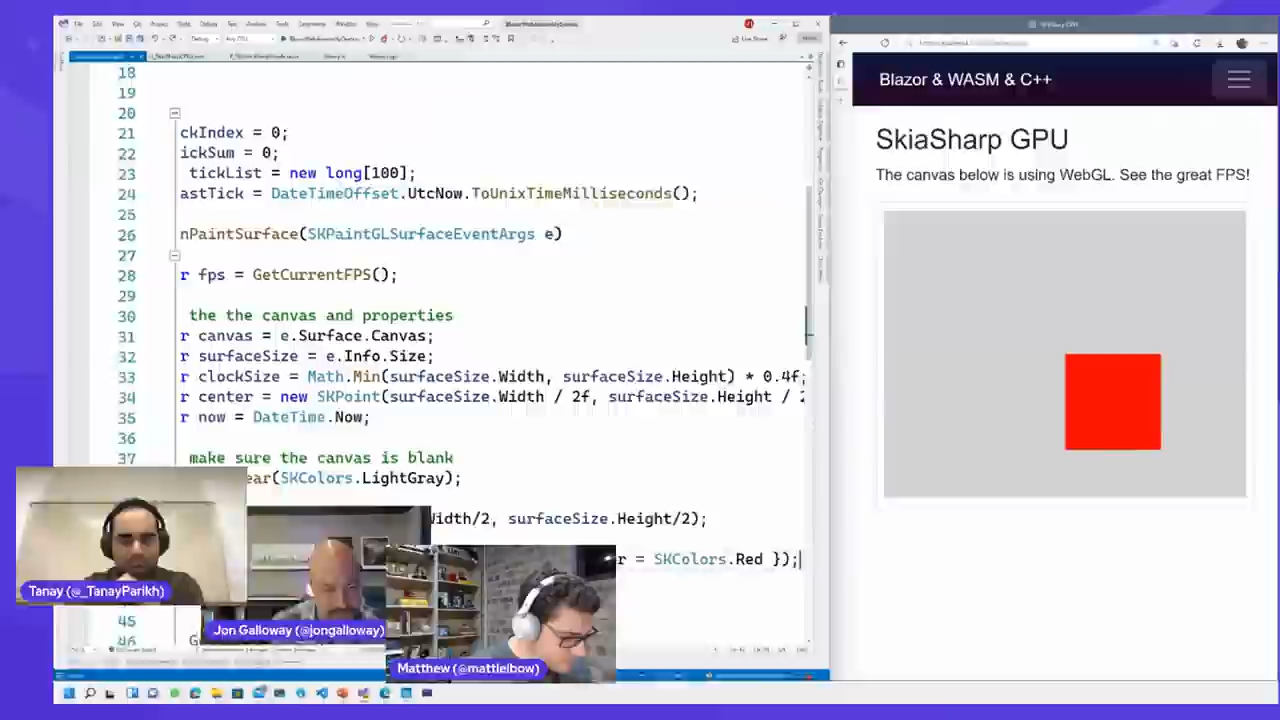 18
19
20
21 ckIndex = 0;
22 ickSum = 0;
23 tickList = new long[100];
24 astTick = DateTimeOffset.UtcNow.ToUnixTimeMilliseconds();
25
26 nPaintSurface(SKPaintGLSurfaceEventArgs e)
27
28 r fps = GetCurrentFPS();
29
30 the the canvas and properties
31 r canvas = e.Surface.Canvas;
32 r surfaceSize = e.Info.Size;
33 r clockSize = Math.Min(surfaceSize.Width, surfaceSize.Height) * 0.4f;
34 r center = new SKPoint(surfaceSize.Width / 2f, surfaceSize.Height / 2
35 r now = DateTime.Now;
36
37 make sure the canvas is blank
ear(SKColors.LightGray);
Width/2, surfaceSize.Height/2);
r = SKColors.Red });
45
46
Blazor & WASM & C++
SkiaSharp GPU
The canvas below is using WebGL. See the great FPS!
Tanay (@_TanayParikh)
Jon Galloway (@jongalloway)
Matthew (@mattleibow)